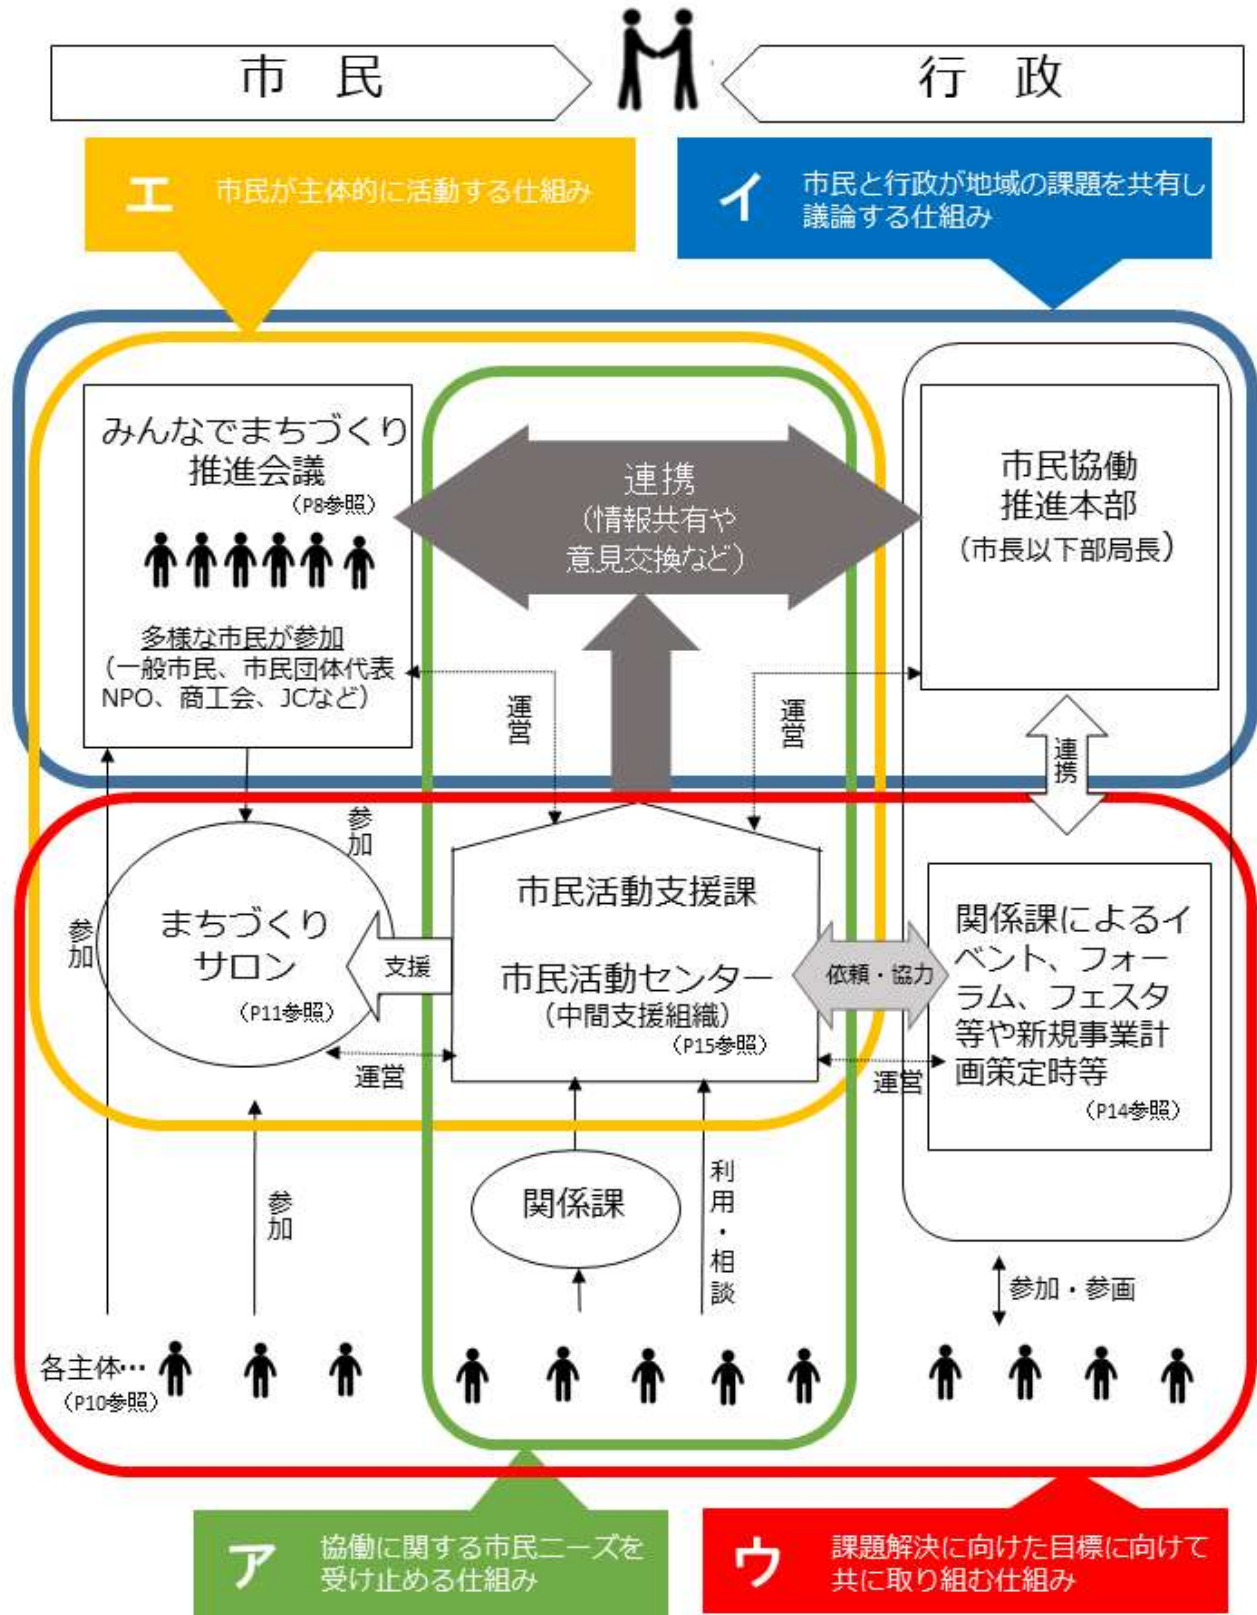 市 民
行 政
エ 市民が主体的に活動する仕組み
イ 市民と行政が地域の課題を共有し
議論する仕組み
みんなでまちづくり
推進会議
(P8参照)
多様な市民が参加
(一般市民、市民団体代表
NPO、商工会、JCなど)
連携
(情報共有や
意見交換など)
市民協働
推進本部
(市長以下部局長)
運営
運営
連携
参加
参加
まちづくり
サロン
(P11参照)
支援
市民活動支援課
市民活動センター
(中間支援組織)
(P15参照)
依頼・協力
関係課によるイ
ベント、フォー
ラム、フェスタ
等や新規事業計
画策定時等
(P14参照)
運営
運営
参加
関係課
利用・相談
参加・参画
各主体…
(P10参照)
ア 協働に関する市民ニーズを
受け止める仕組み
ウ 課題解決に向けた目標に向けて
共に取り組む仕組み